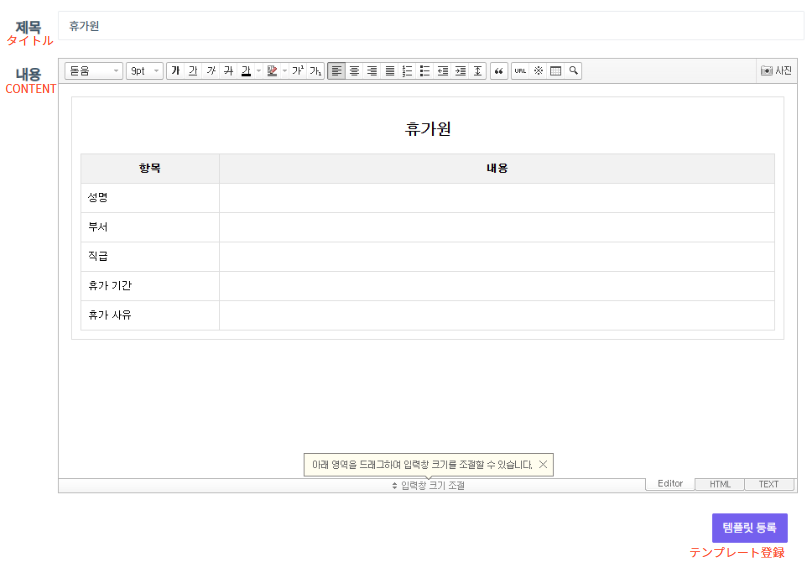 제목 휴가원
タイトル
내용 돋움 9pt 가 가 가 가 가 가¹ 가₁ URL 사진
CONTENT
휴가원
항목 내용
성명
부서
직급
휴가 기간
휴가 사유
아래 영역을 드래그하여 입력창 크기를 조절할 수 있습니다.
입력창 크기 조절 Editor HTML TEXT
템플릿 등록
テンプレート登録